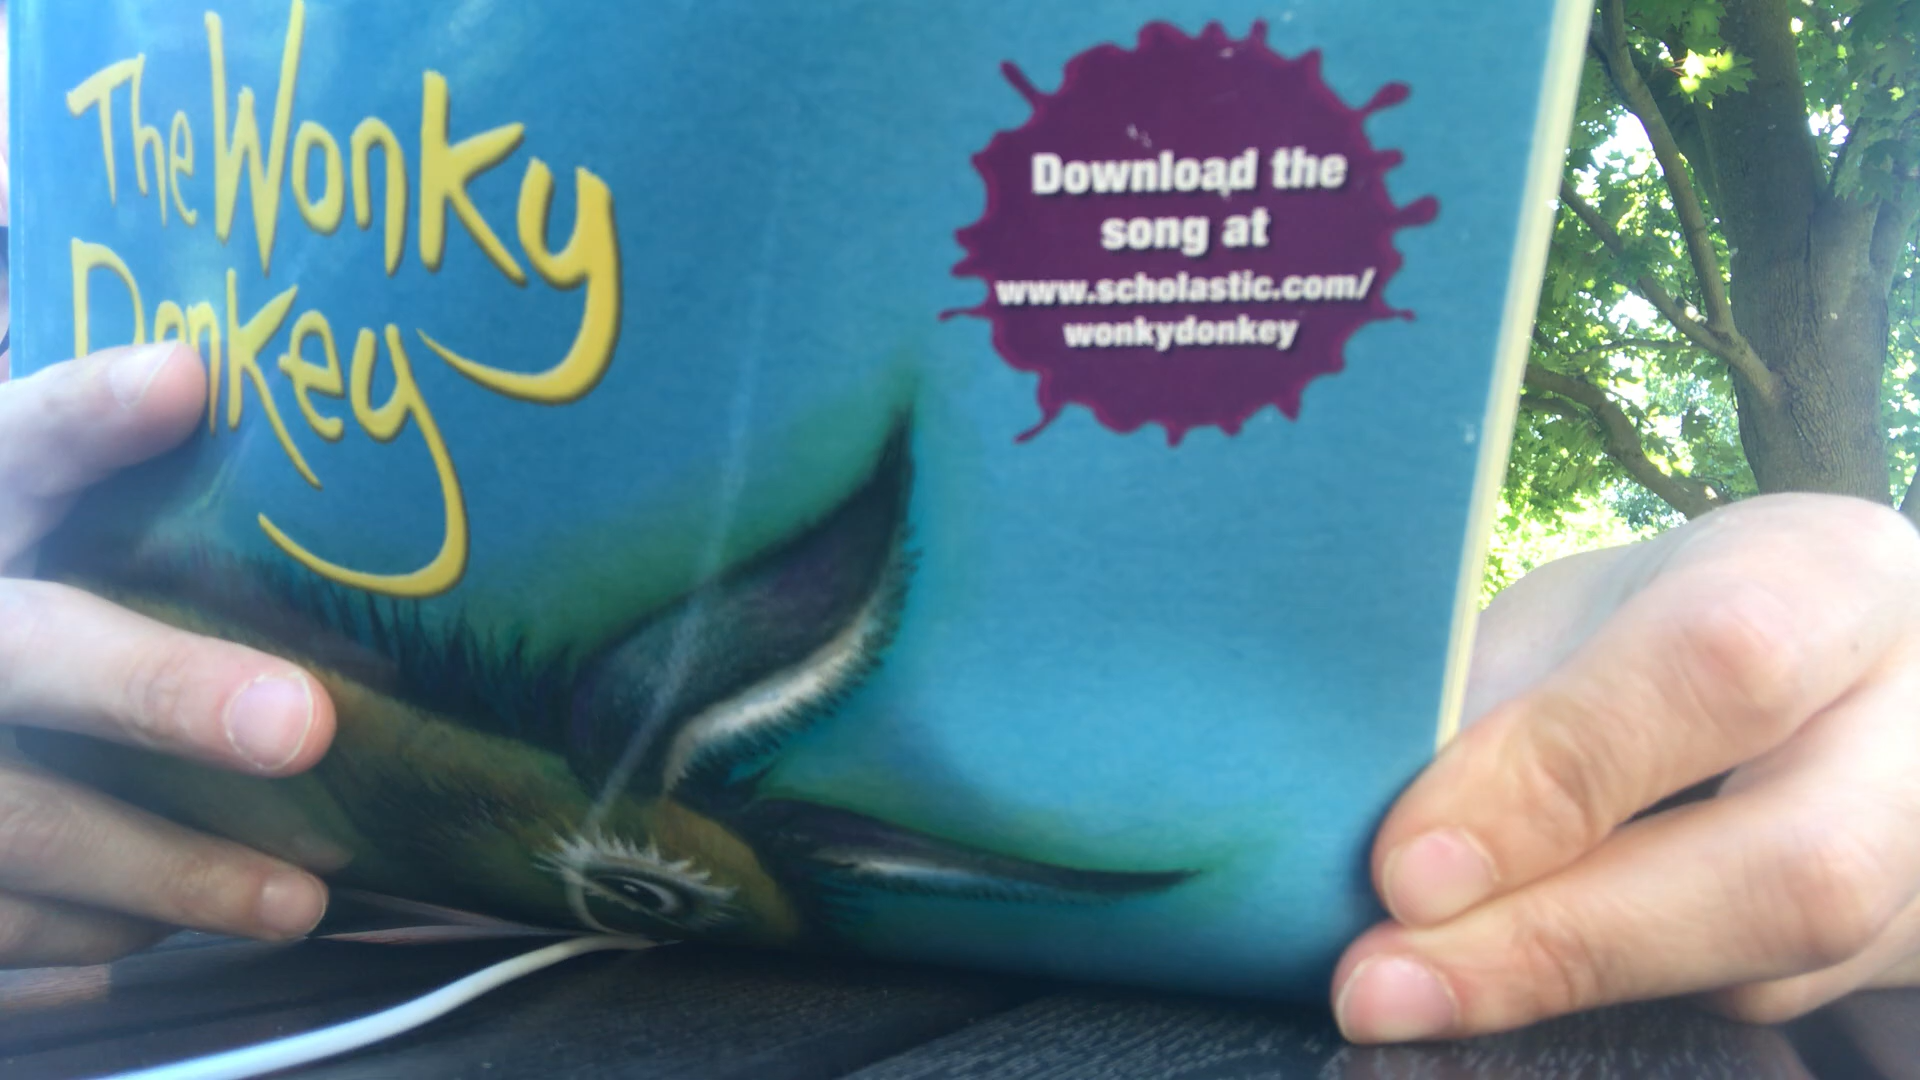 The Wonky
Donkey
Download the
song at
www.scholastic.com/
wonkydonkey